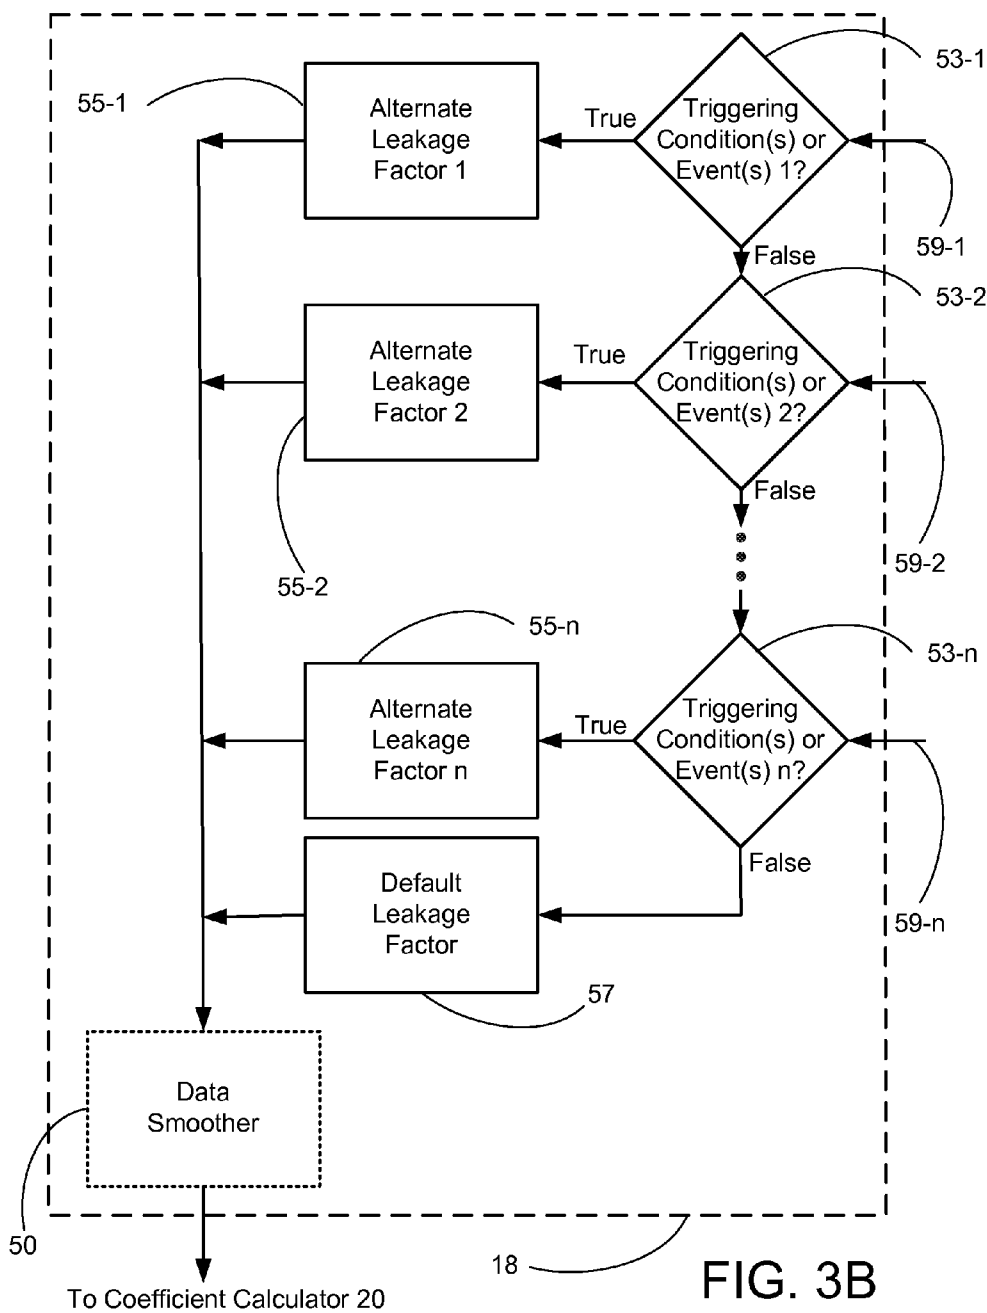 53-1
55-1
Alternate
Leakage
Factor 1
True
Triggering
Condition(s) or
Event(s) 1?
59-1
False
53-2
Alternate
Leakage
Factor 2
True
Triggering
Condition(s) or
Event(s) 2?
False
59-2
55-2
55-n
53-n
Alternate
Leakage
Factor n
True
Triggering
Condition(s) or
Event(s) n?
False
Default
Leakage
Factor
59-n
57
Data
Smoother
50
18
FIG. 3B
To Coefficient Calculator 20